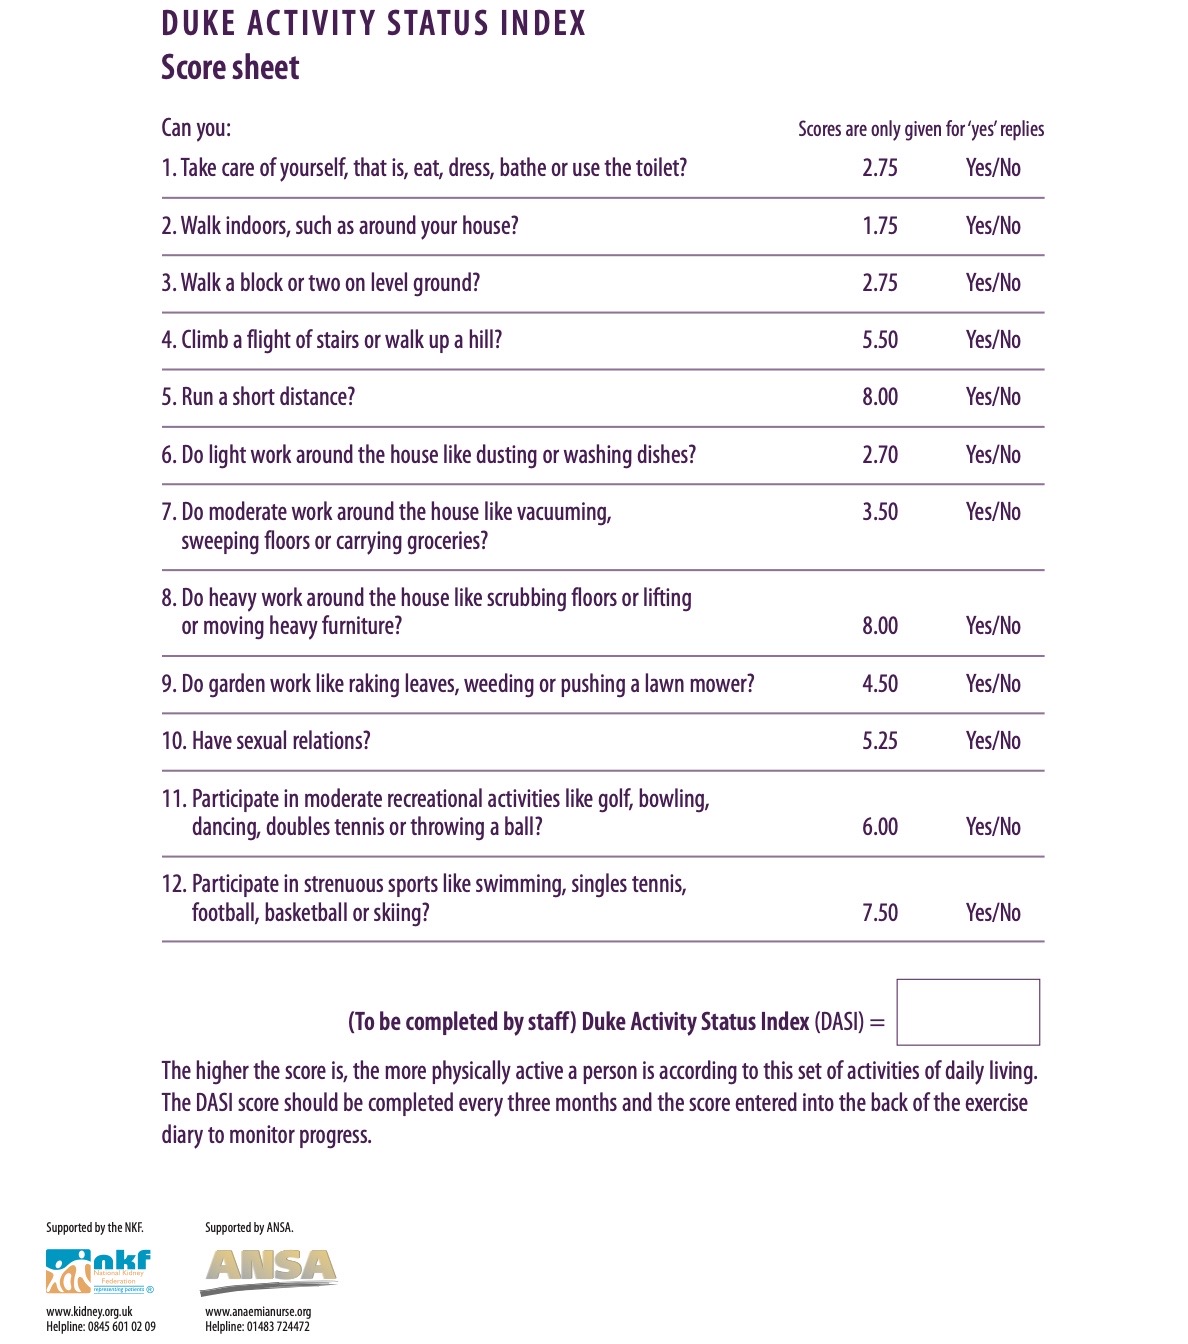 DUKE ACTIVITY STATUS INDEX
Score sheet
Can you: Scores are only given for ‘yes’ replies
1. Take care of yourself, that is, eat, dress, bathe or use the toilet? 2.75 Yes/No
2. Walk indoors, such as around your house? 1.75 Yes/No
3. Walk a block or two on level ground? 2.75 Yes/No
4. Climb a flight of stairs or walk up a hill? 5.50 Yes/No
5. Run a short distance? 8.00 Yes/No
6. Do light work around the house like dusting or washing dishes? 2.70 Yes/No
7. Do moderate work around the house like vacuuming, 3.50 Yes/No
sweeping floors or carrying groceries?
8. Do heavy work around the house like scrubbing floors or lifting
or moving heavy furniture? 8.00 Yes/No
9. Do garden work like raking leaves, weeding or pushing a lawn mower? 4.50 Yes/No
10. Have sexual relations? 5.25 Yes/No
11. Participate in moderate recreational activities like golf, bowling,
dancing, doubles tennis or throwing a ball? 6.00 Yes/No
12. Participate in strenuous sports like swimming, singles tennis,
football, basketball or skiing? 7.50 Yes/No
(To be completed by staff) Duke Activity Status Index (DASI) =
The higher the score is, the more physically active a person is according to this set of activities of daily living.
The DASI score should be completed every three months and the score entered into the back of the exercise
diary to monitor progress.
Supported by the NKF. Supported by ANSA.
nkf ANSA
National Kidney
Federation
representing patients ®
www.kidney.org.uk www.anaemianurse.org
Helpline: 0845 601 02 09 Helpline: 01483 724472